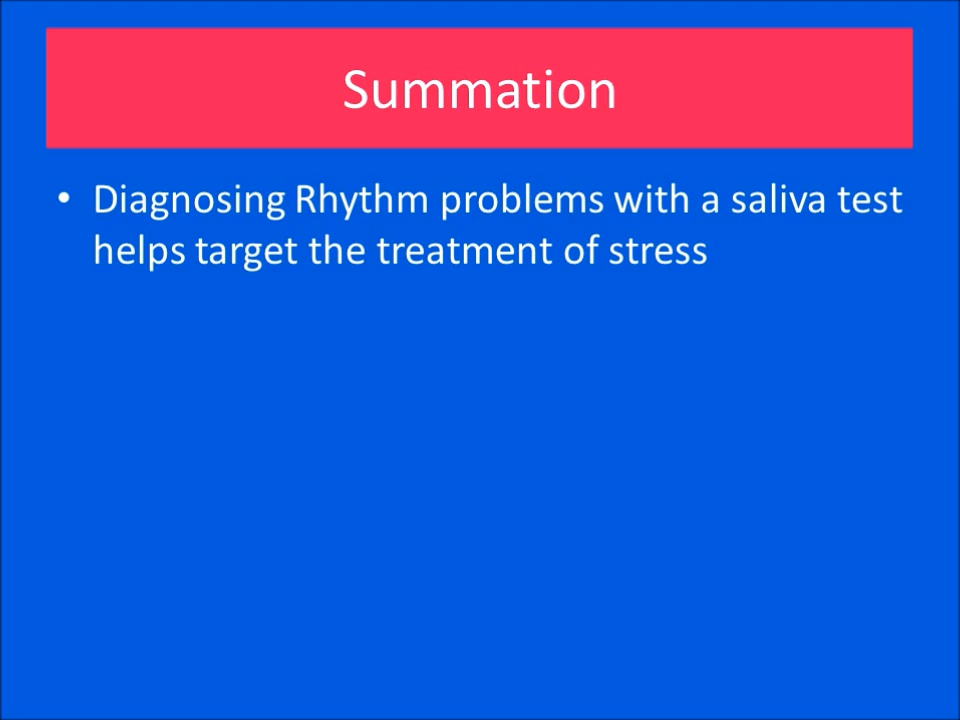 Summation
• Diagnosing Rhythm problems with a saliva test
helps target the treatment of stress